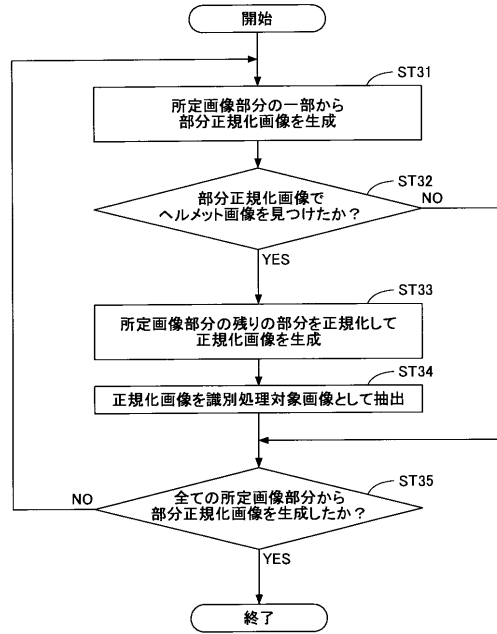 開始
ST31
所定画像部分の一部から
部分正規化画像を生成
ST32
部分正規化画像で
ヘルメット画像を見つけたか？
NO
YES
ST33
所定画像部分の残りの部分を正規化して
正規化画像を生成
ST34
正規化画像を識別処理対象画像として抽出
ST35
全ての所定画像部分から
部分正規化画像を生成したか？
NO
YES
終了